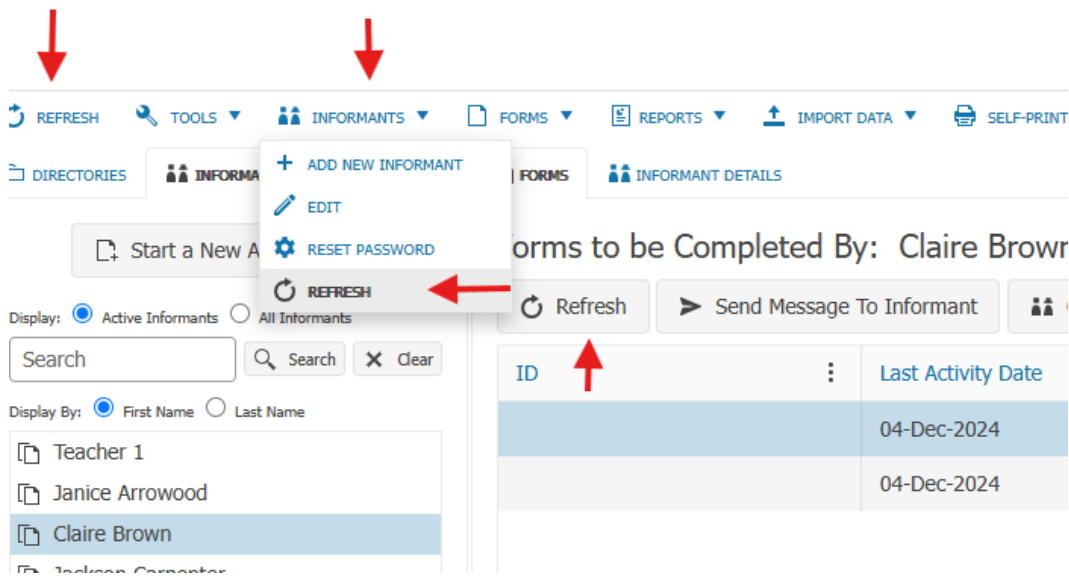 REFRESH TOOLS INFORMANTS FORMS REPORTS IMPORT DATA SELF-PRINT
DIRECTORIES INFORMA FORMS INFORMANT DETAILS
ADD NEW INFORMANT
EDIT
RESET PASSWORD
REFRESH
Start a New A
orms to be Completed By: Claire Brown
Refresh Send Message To Informant
Display: Active Informants All Informants
Search Search Clear
ID Last Activity Date
Display By: First Name Last Name
04-Dec-2024
Teacher 1
04-Dec-2024
Janice Arrowood
Claire Brown
Jackson Carpenter